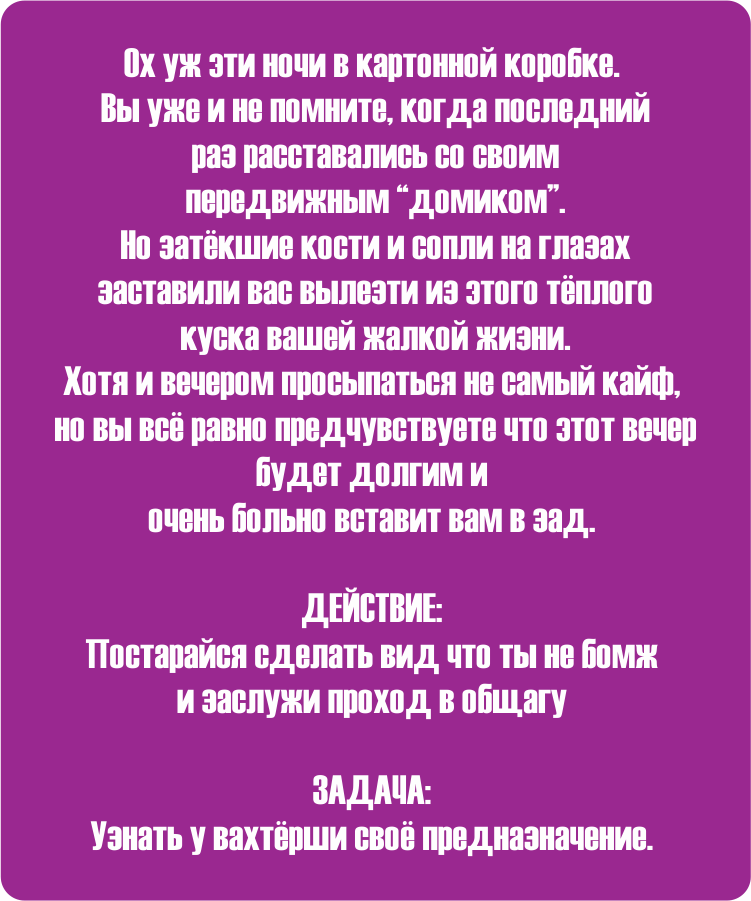 Ох уж эти ночи в картонной коробке.
Вы уже и не помните, когда последний
раз расставались со своим
передвижным “домиком”.
Но затёкшие кости и сопли на глазах
заставили вас вылезти из этого тёплого
куска вашей жалкой жизни.
Хотя и вечером просыпаться не самый кайф,
но вы всё равно предчувствуете что этот вечер
будет долгим и
очень больно вставит вам в зад.
ДЕЙСТВИЕ:
Постарайся сделать вид что ты не бомж
и заслужи проход в общагу
ЗАДАЧА:
Узнать у вахтёрши своё предназначение.